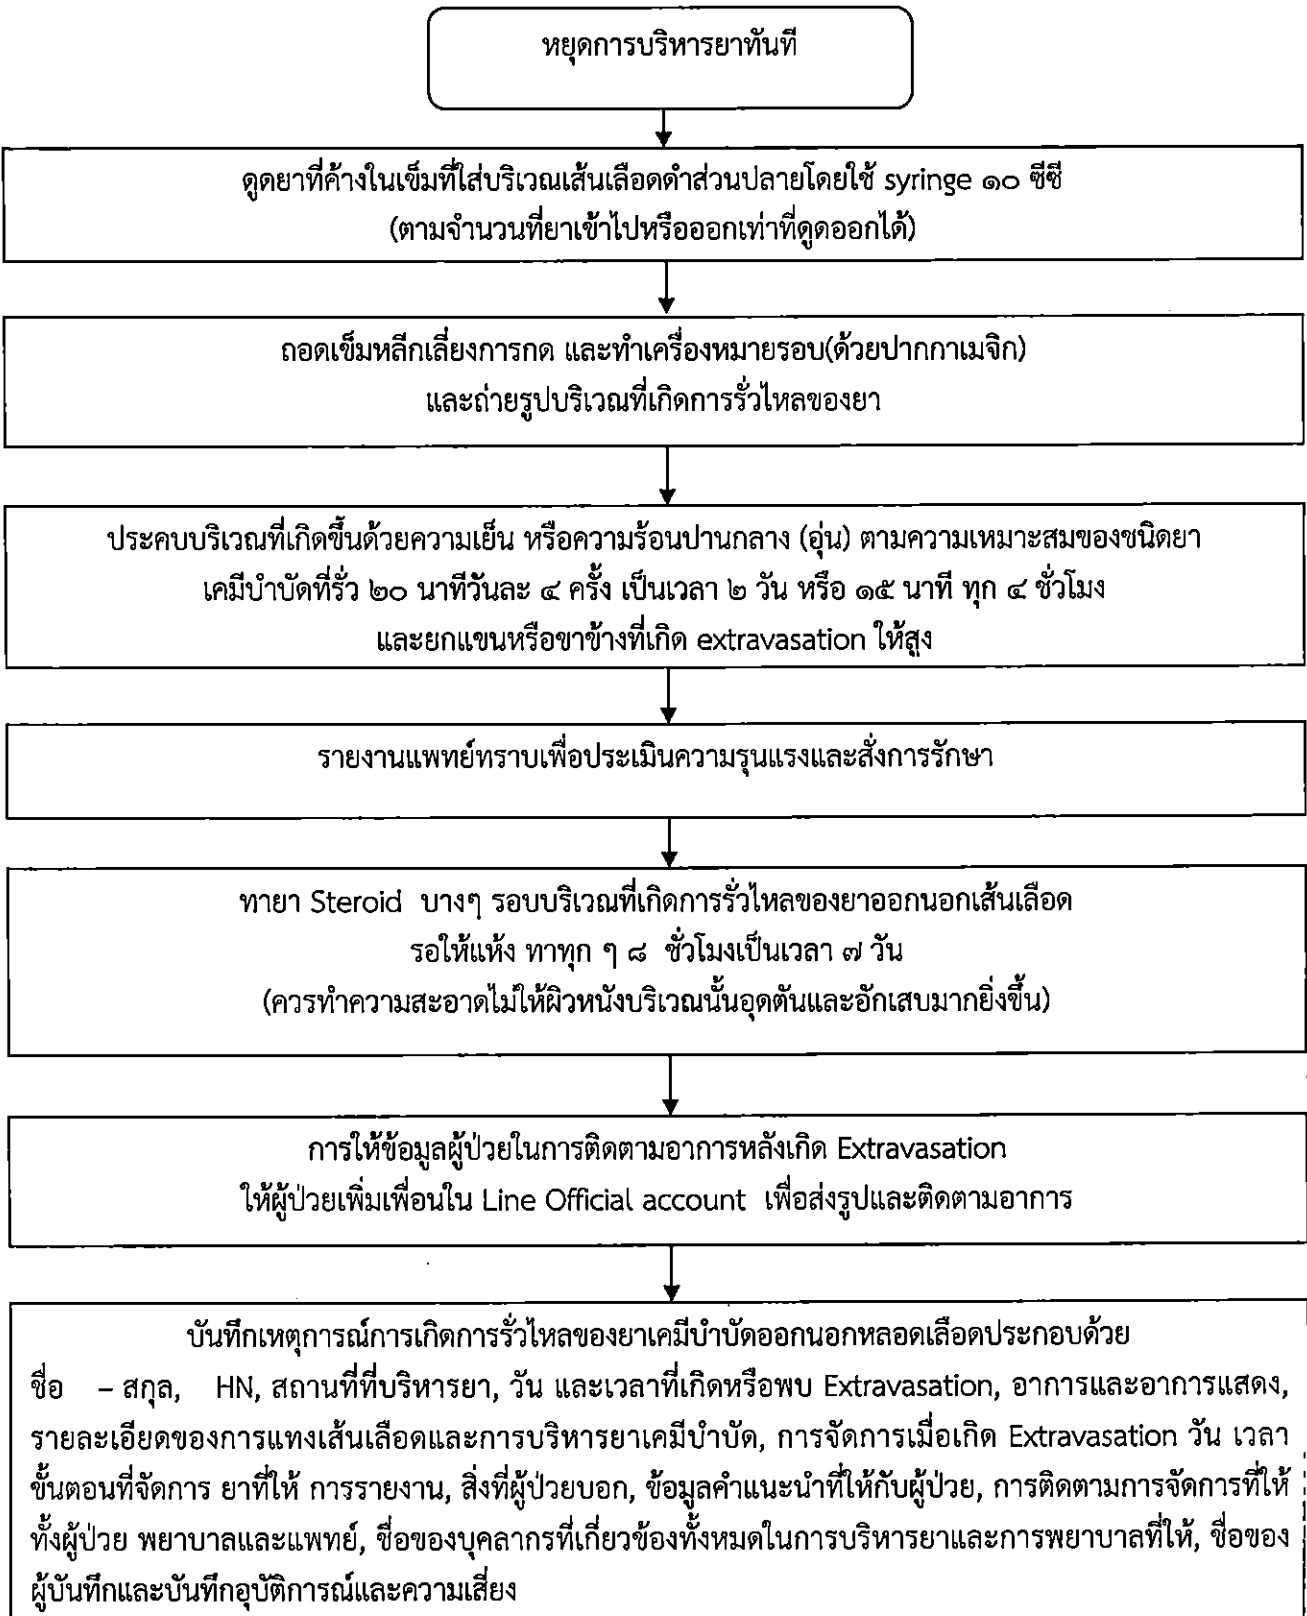 หยุดการบริหารยาทันที
ดูดยาที่ค้างในเข็มที่ใส่บริเวณเส้นเลือดดำส่วนปลายโดยใช้ syringe ๑๐ ซีซี
(ตามจำนวนที่ยาเข้าไปหรือออกเท่าที่ดูดออกได้)
ถอดเข็มหลีกเลี่ยงการกด และทำเครื่องหมายรอบ(ด้วยปากกาเมจิก)
และถ่ายรูปบริเวณที่เกิดการรั่วไหลของยา
ประคบบริเวณที่เกิดขึ้นด้วยความเย็น หรือความร้อนปานกลาง (อุ่น) ตามความเหมาะสมของชนิดยา
เคมีบำบัดที่รั่ว ๒๐ นาทีวันละ ๔ ครั้ง เป็นเวลา ๒ วัน หรือ ๑๕ นาที ทุก ๔ ชั่วโมง
และยกแขนหรือขาข้างที่เกิด extravasation ให้สูง
รายงานแพทย์ทราบเพื่อประเมินความรุนแรงและสั่งการรักษา
ทายา Steroid บางๆ รอบบริเวณที่เกิดการรั่วไหลของยาออกนอกเส้นเลือด
รอให้แห้ง ทาทุก ๆ ๘ ชั่วโมงเป็นเวลา ๗ วัน
(ควรทำความสะอาดไม่ให้ผิวหนังบริเวณนั้นอุดตันและอักเสบมากยิ่งขึ้น)
การให้ข้อมูลผู้ป่วยในการติดตามอาการหลังเกิด Extravasation
ให้ผู้ป่วยเพิ่มเพื่อนใน Line Official account เพื่อส่งรูปและติดตามอาการ
บันทึกเหตุการณ์การเกิดการรั่วไหลของยาเคมีบำบัดออกนอกหลอดเลือดประกอบด้วย
ชื่อ – สกุล, HN, สถานที่ที่บริหารยา, วัน และเวลาที่เกิดหรือพบ Extravasation, อาการและอาการแสดง,
รายละเอียดของการแทงเส้นเลือดและการบริหารยาเคมีบำบัด, การจัดการเมื่อเกิด Extravasation วัน เวลา
ขั้นตอนที่จัดการ ยาที่ให้ การรายงาน, สิ่งที่ผู้ป่วยบอก, ข้อมูลคำแนะนำที่ให้กับผู้ป่วย, การติดตามการจัดการที่ให้
ทั้งผู้ป่วย พยาบาลและแพทย์, ชื่อของบุคลากรที่เกี่ยวข้องทั้งหมดในการบริหารยาและการพยาบาลที่ให้, ชื่อของ
ผู้บันทึกและบันทึกอุบัติการณ์และความเสี่ยง